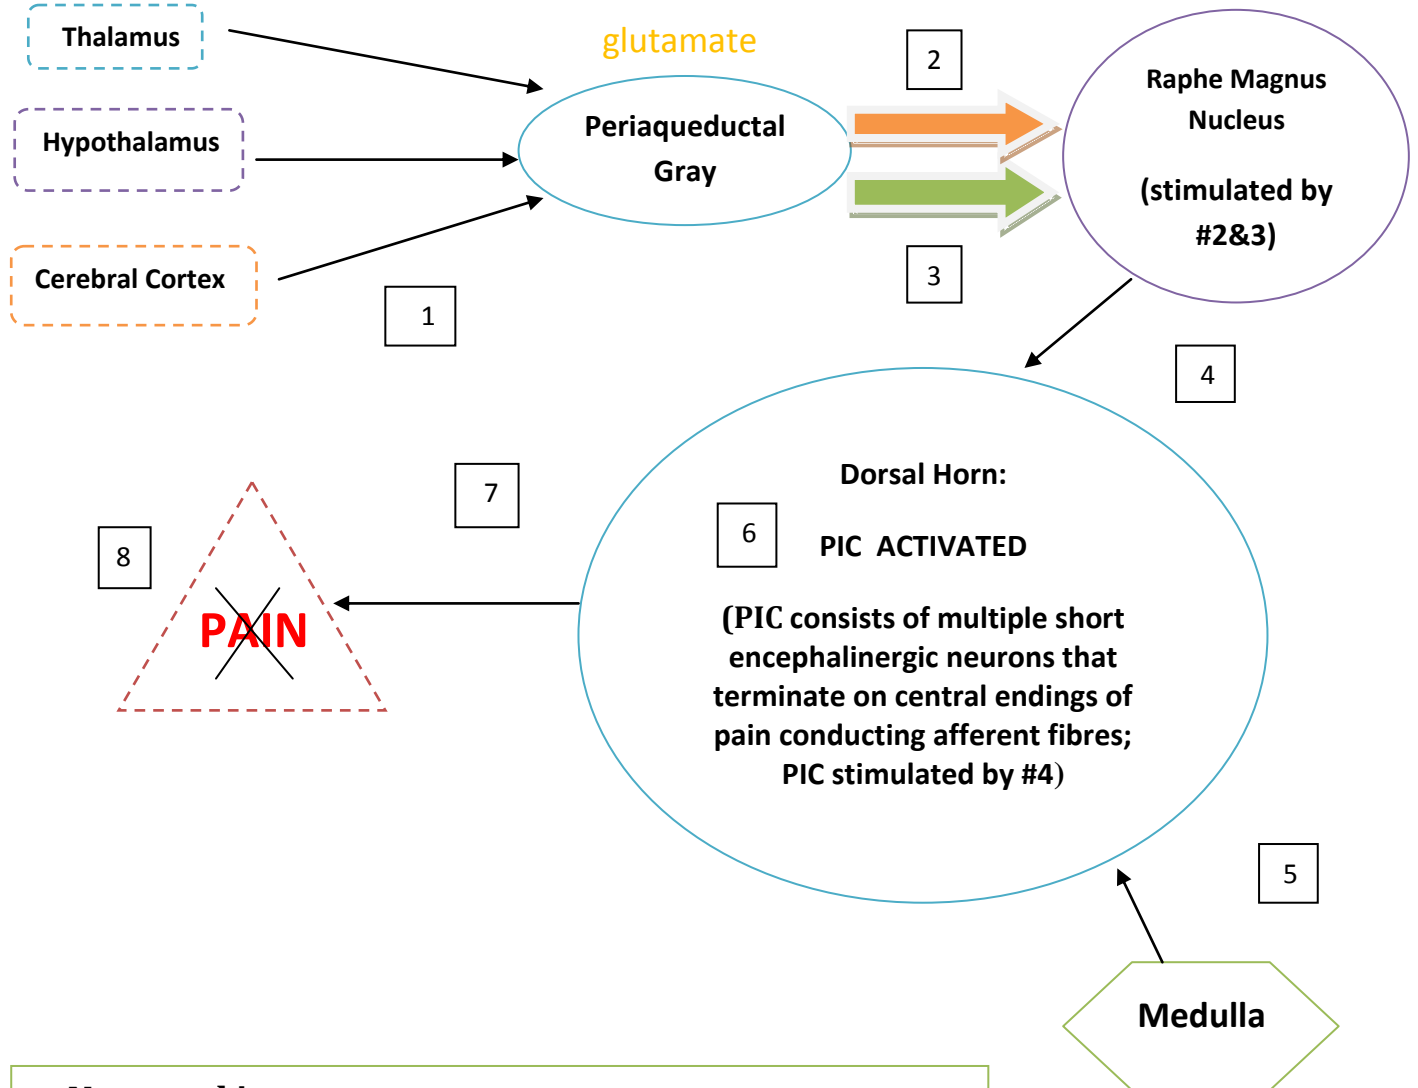 Thalamus
glutamate
2
Raphe Magnus
Nucleus
(stimulated by
#2&3)
Hypothalamus
Periaqueductal
Gray
Cerebral Cortex
3
1
4
Dorsal Horn:
7
6
PIC ACTIVATED
8
PAIN
(PIC consists of multiple short
encephalinergic neurons that
terminate on central endings of
pain conducting afferent fibres;
PIC stimulated by #4)
5
Medulla